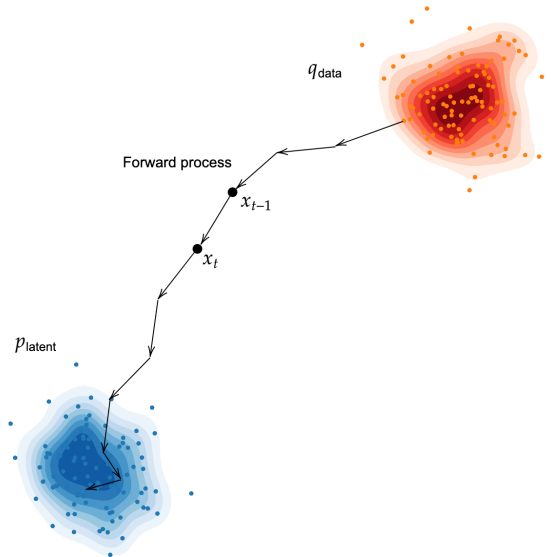 q_data
Forward process
x_{t−1}
x_t
p_latent